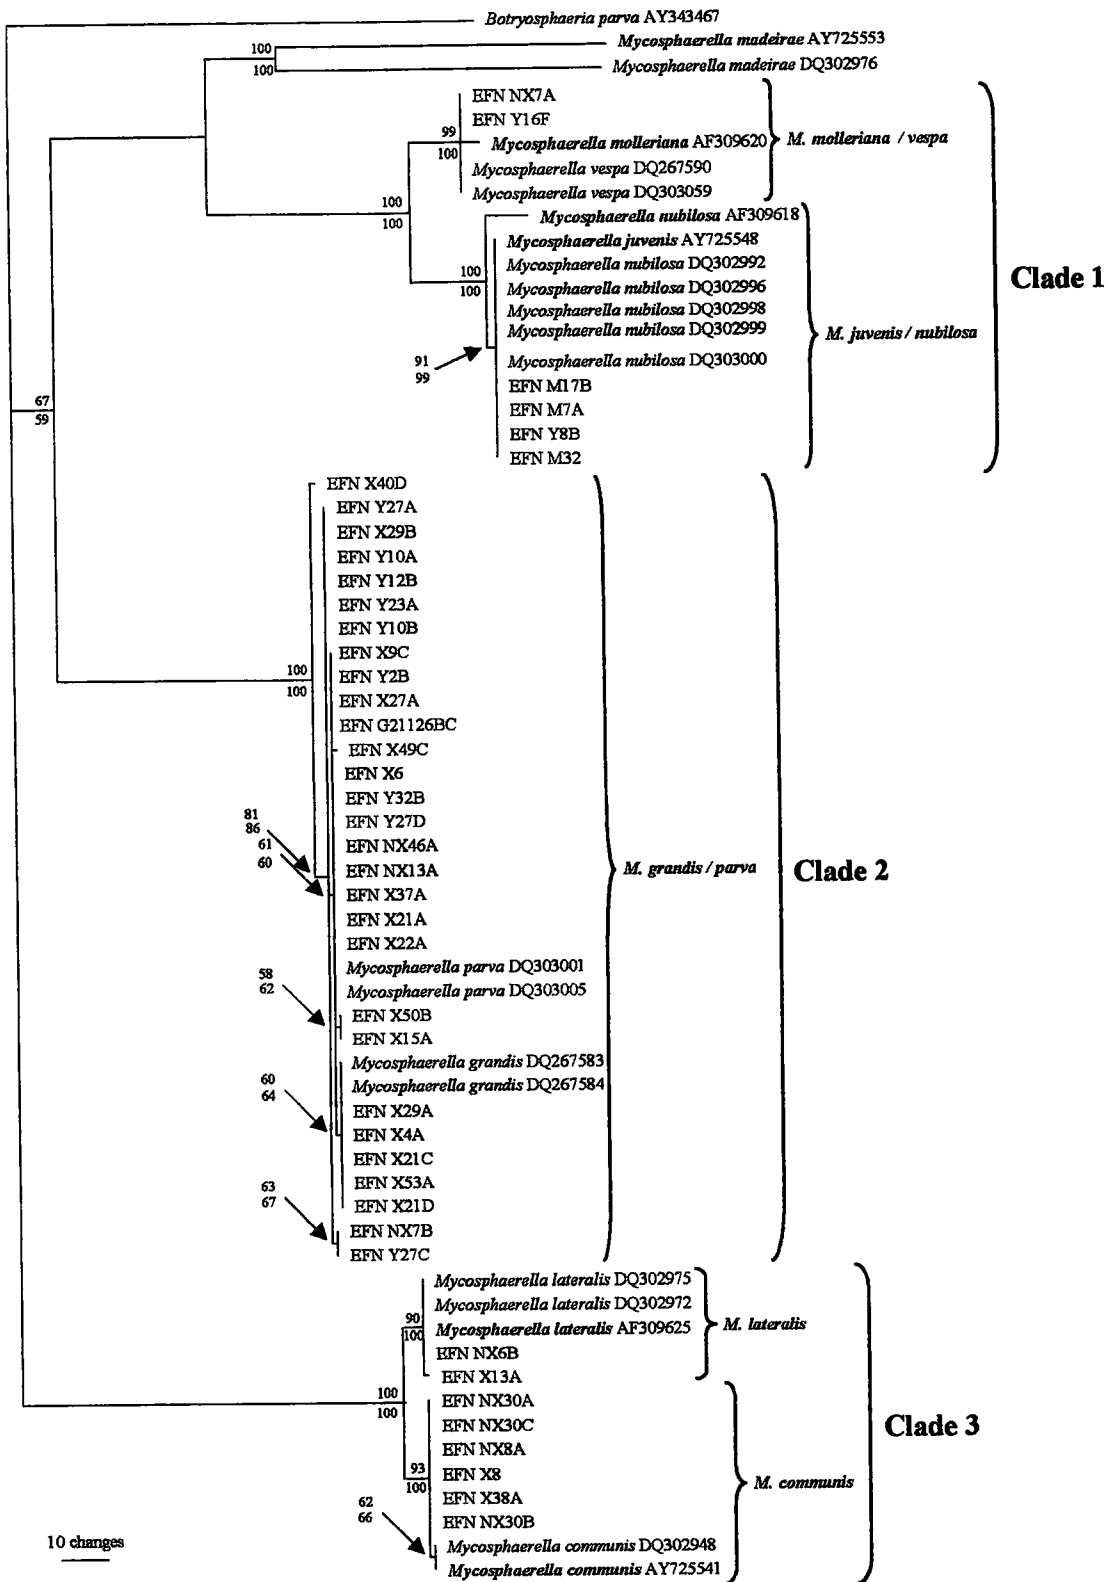 Botryosphaeria parva AY343467
Mycosphaerella madeirae AY725553
100
100
Mycosphaerella madeirae DQ302976
EFN NX7A
EFN Y16F
99
100
Mycosphaerella molleriana AF309620
M. molleriana / vespa
Mycosphaerella vespa DQ267590
Mycosphaerella vespa DQ303059
100
100
Mycosphaerella nubilosa AF309618
Mycosphaerella juvenis AY725548
Mycosphaerella nubilosa DQ302992
100
100
Clade 1
Mycosphaerella nubilosa DQ302996
Mycosphaerella nubilosa DQ302998
Mycosphaerella nubilosa DQ302999
M. juvenis / nubilosa
91
99
Mycosphaerella nubilosa DQ303000
EFN M17B
67
59
EFN M7A
EFN Y8B
EFN M32
EFN X40D
EFN Y27A
EFN X29B
EFN Y10A
EFN Y12B
EFN Y23A
EFN Y10B
EFN X9C
100
100
EFN Y2B
EFN X27A
EFN G21126BC
EFN X49C
EFN X6
EFN Y32B
81
86
EFN Y27D
61
60
EFN NX46A
EFN NX13A
M. grandis / parva
Clade 2
EFN X37A
EFN X21A
EFN X22A
Mycosphaerella parva DQ303001
58
62
Mycosphaerella parva DQ303005
EFN X50B
EFN X15A
Mycosphaerella grandis DQ267583
60
64
Mycosphaerella grandis DQ267584
EFN X29A
EFN X4A
EFN X21C
63
67
EFN X53A
EFN X21D
EFN NX7B
EFN Y27C
Mycosphaerella lateralis DQ302975
Mycosphaerella lateralis DQ302972
90
100
Mycosphaerella lateralis AF309625
M. lateralis
EFN NX6B
EFN X13A
100
100
EFN NX30A
EFN NX30C
Clade 3
EFN NX8A
93
100
EFN X8
M. communis
EFN X38A
62
66
EFN NX30B
Mycosphaerella communis DQ302948
10 changes
Mycosphaerella communis AY725541